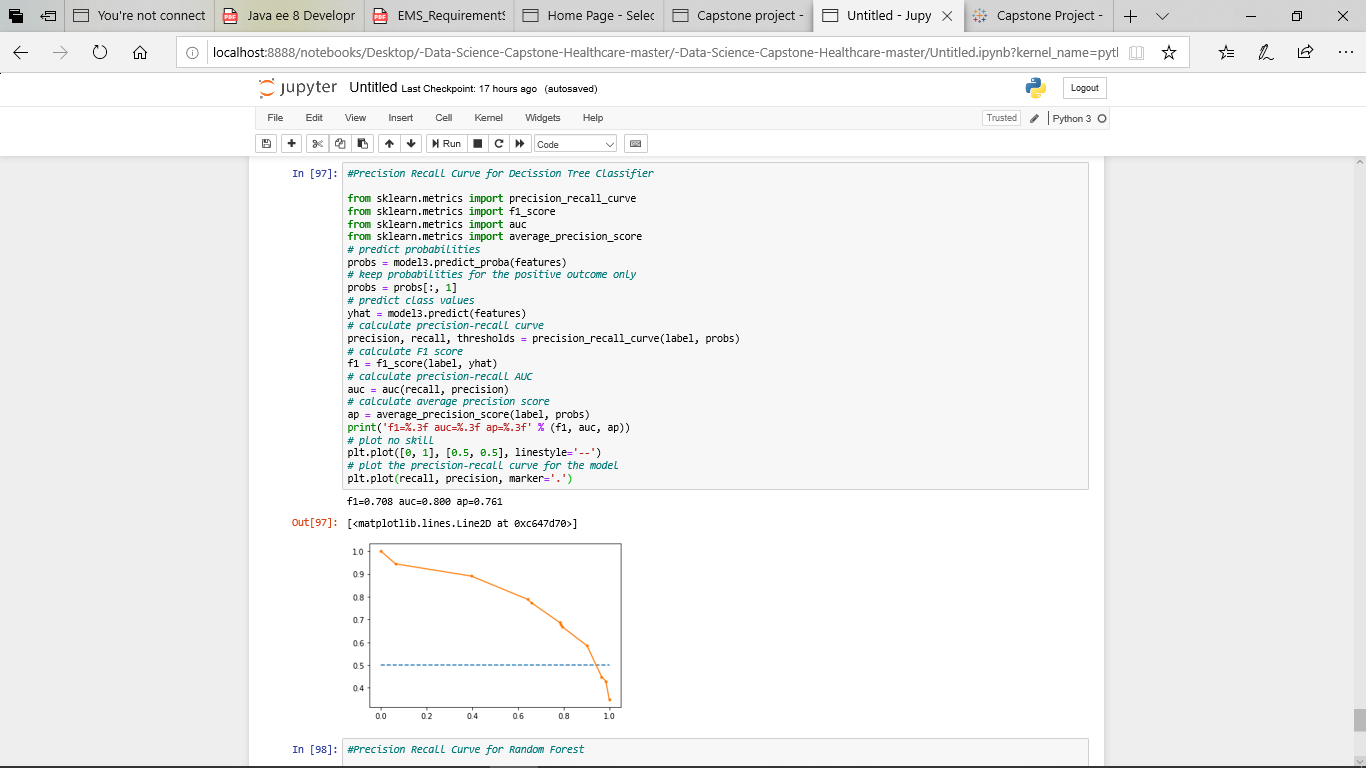 You're not connect
Java ee 8 Developr
EMS_Requirements
Home Page - Selec
Capstone project -
Untitled - Jupy
Capstone Project -
localhost:8888/notebooks/Desktop/-Data-Science-Capstone-Healthcare-master/-Data-Science-Capstone-Healthcare-master/Untitled.ipynb?kernel_name=pytl
jupyter Untitled Last Checkpoint: 17 hours ago (autosaved)
Logout
File Edit View Insert Cell Kernel Widgets Help
Trusted
Python 3
Run
Code
In [97]:
#Precision Recall Curve for Decission Tree Classifier
from sklearn.metrics import precision_recall_curve
from sklearn.metrics import f1_score
from sklearn.metrics import auc
from sklearn.metrics import average_precision_score
# predict probabilities
probs = model3.predict_proba(features)
# keep probabilities for the positive outcome only
probs = probs[:, 1]
# predict class values
yhat = model3.predict(features)
# calculate precision-recall curve
precision, recall, thresholds = precision_recall_curve(label, probs)
# calculate F1 score
f1 = f1_score(label, yhat)
# calculate precision-recall AUC
auc = auc(recall, precision)
# calculate average precision score
ap = average_precision_score(label, probs)
print('f1=%.3f auc=%.3f ap=%.3f' % (f1, auc, ap))
# plot no skill
plt.plot([0, 1], [0.5, 0.5], linestyle='--')
# plot the precision-recall curve for the model
plt.plot(recall, precision, marker='.')
f1=0.708 auc=0.800 ap=0.761
Out[97]: [<matplotlib.lines.Line2D at 0xc647d70>]
1.0
0.9
0.8
0.7
0.6
0.5
0.4
0.0 0.2 0.4 0.6 0.8 1.0
In [98]: #Precision Recall Curve for Random Forest